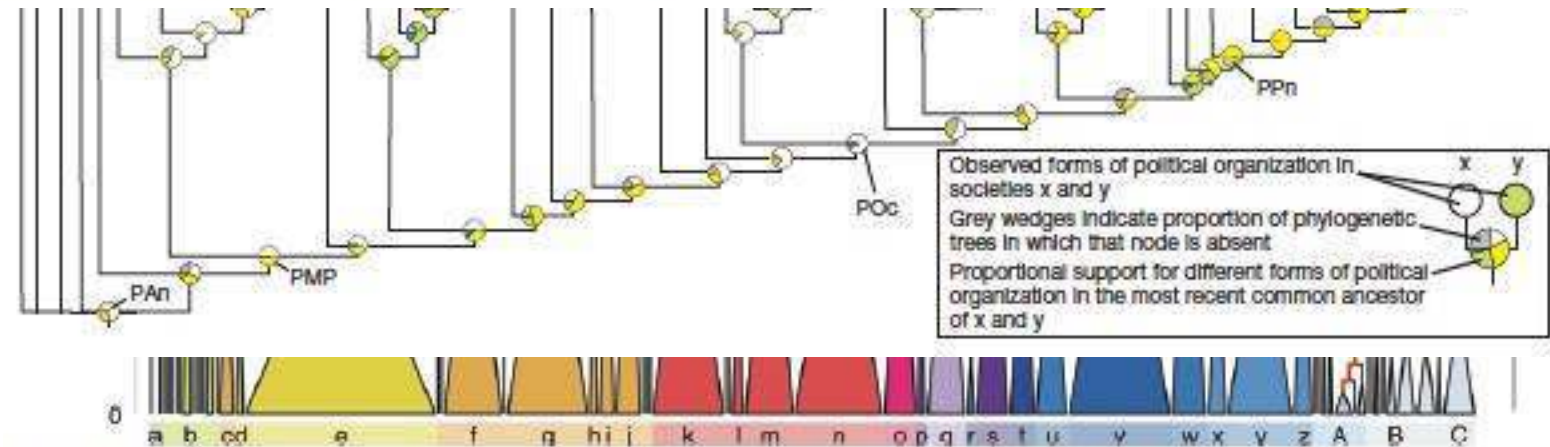 PPn
x y
Observed forms of political organization in
societies x and y
POc
Grey wedges indicate proportion of phylogenetic
trees in which that node is absent
PMP
Proportional support for different forms of political
organization in the most recent common ancestor
of x and y
PAn
0
a b c d e f g h i j k l m n o p q r s t u v w x y z A B C